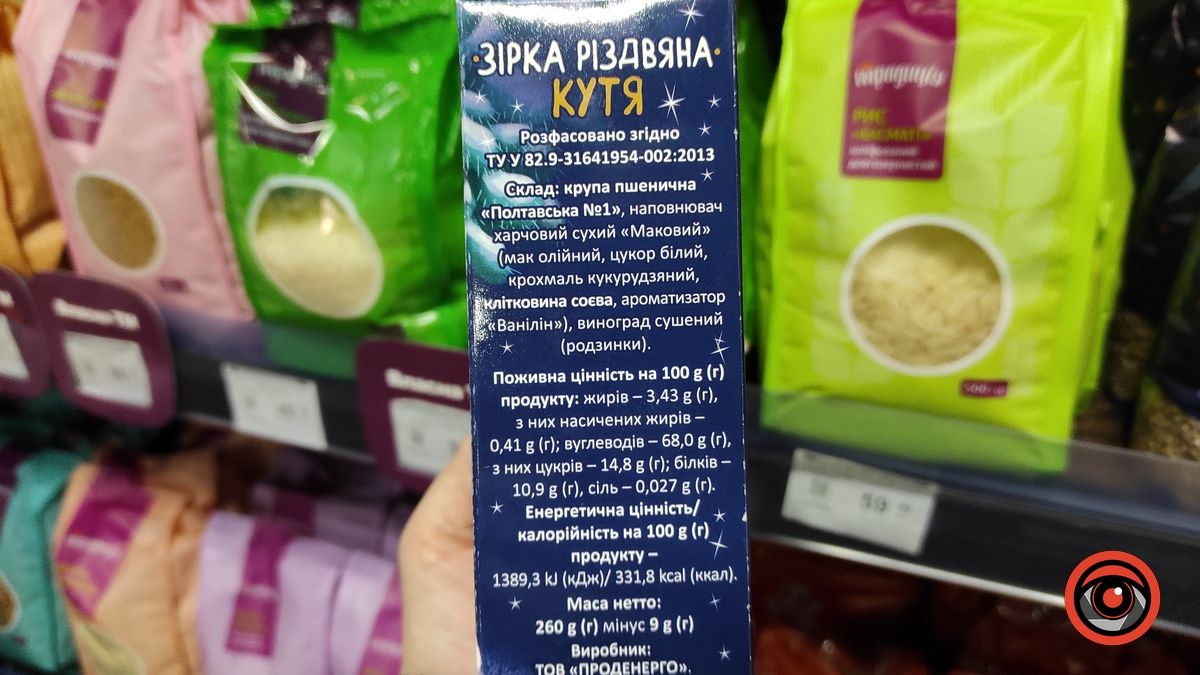 ·ЗІРКА РІЗДВЯНА·
КУТЯ
Розфасовано згідно
ТУ У 82.9-31641954-002:2013
Склад: крупа пшенична
«Полтавська №1», наповнювач
харчовий сухий «Маковий»
(мак олійний, цукор білий,
крохмаль кукурудзяний,
клітковина соєва, ароматизатор
«Ванілін»), виноград сушений
(родзинки).
Поживна цінність на 100 g (г)
продукту: жирів – 3,43 g (г),
з них насичених жирів –
0,41 g (г); вуглеводів – 68,0 g (г),
з них цукрів – 14,8 g (г); білків –
10,9 g (г), сіль – 0,027 g (г).
Енергетична цінність/
калорійність на 100 g (г)
продукту –
1389,3 kJ (кДж)/ 331,8 kcal (ккал).
Маса нетто:
260 g (г) мінус 9 g (г)
Виробник:
ТОВ «ПРОДЕНЕРГО».
РИС
«БАСМАТІ»
59